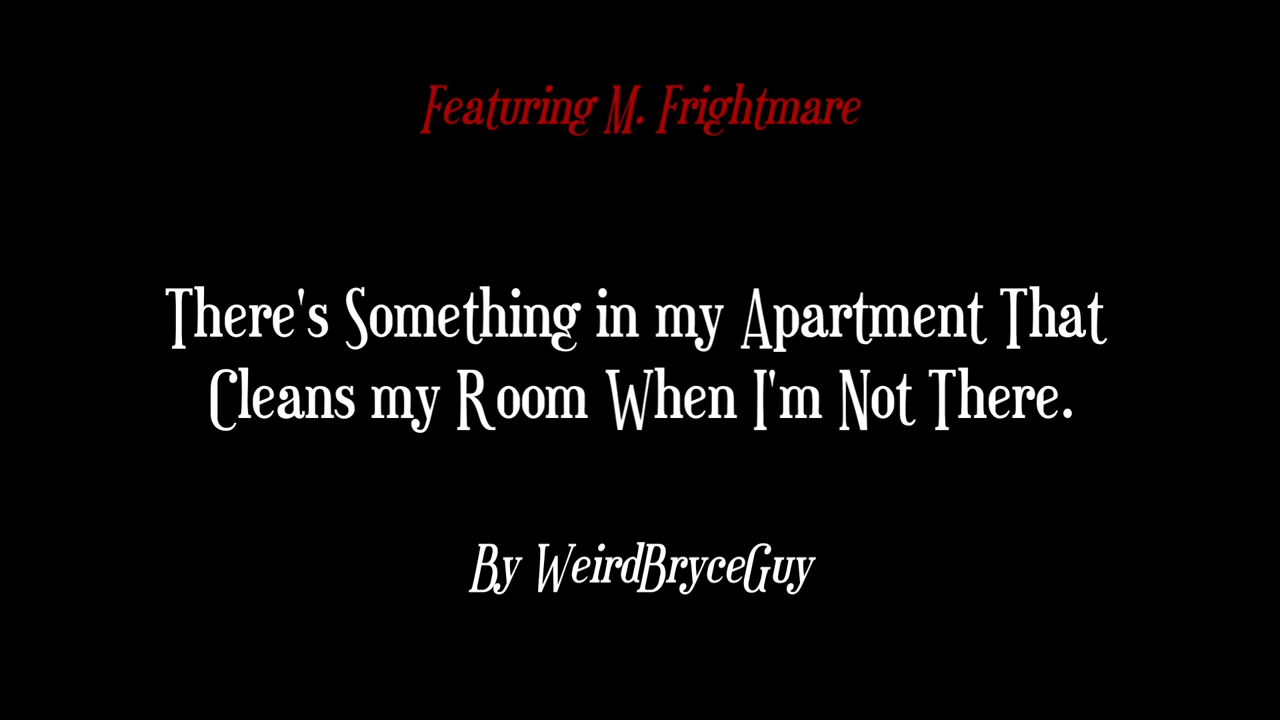 Featuring M. Frightmare
There's Something in my Apartment That
Cleans my Room When I'm Not There.
By WeirdBryceGuy